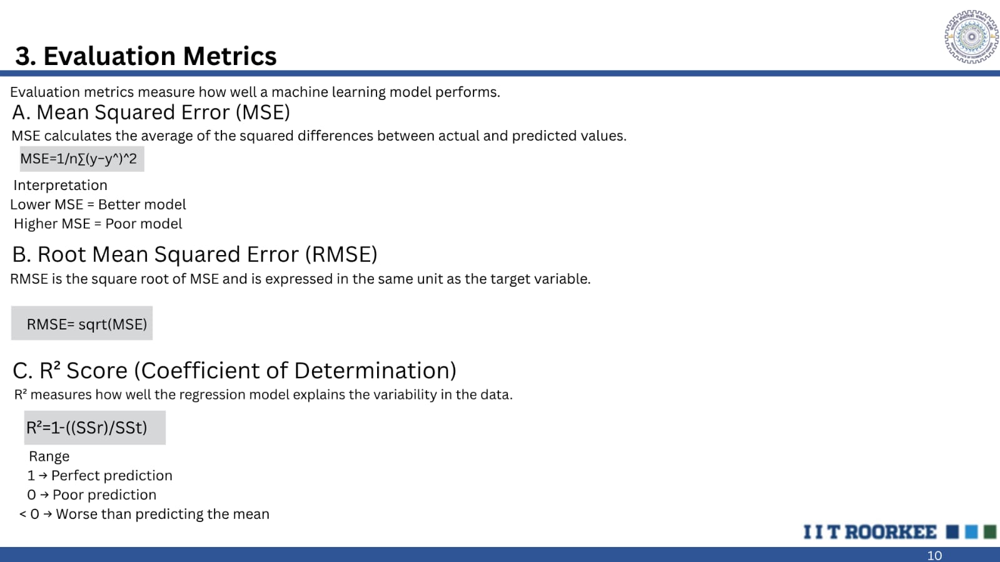 3. Evaluation Metrics
Evaluation metrics measure how well a machine learning model performs.
A. Mean Squared Error (MSE)
MSE calculates the average of the squared differences between actual and predicted values.
MSE=1/n∑(y−y^)^2
Interpretation
Lower MSE = Better model
Higher MSE = Poor model
B. Root Mean Squared Error (RMSE)
RMSE is the square root of MSE and is expressed in the same unit as the target variable.
RMSE= sqrt(MSE)
C. R² Score (Coefficient of Determination)
R² measures how well the regression model explains the variability in the data.
R²=1-((SSr)/SSt)
Range
1 → Perfect prediction
0 → Poor prediction
< 0 → Worse than predicting the mean
I I T ROORKEE
10